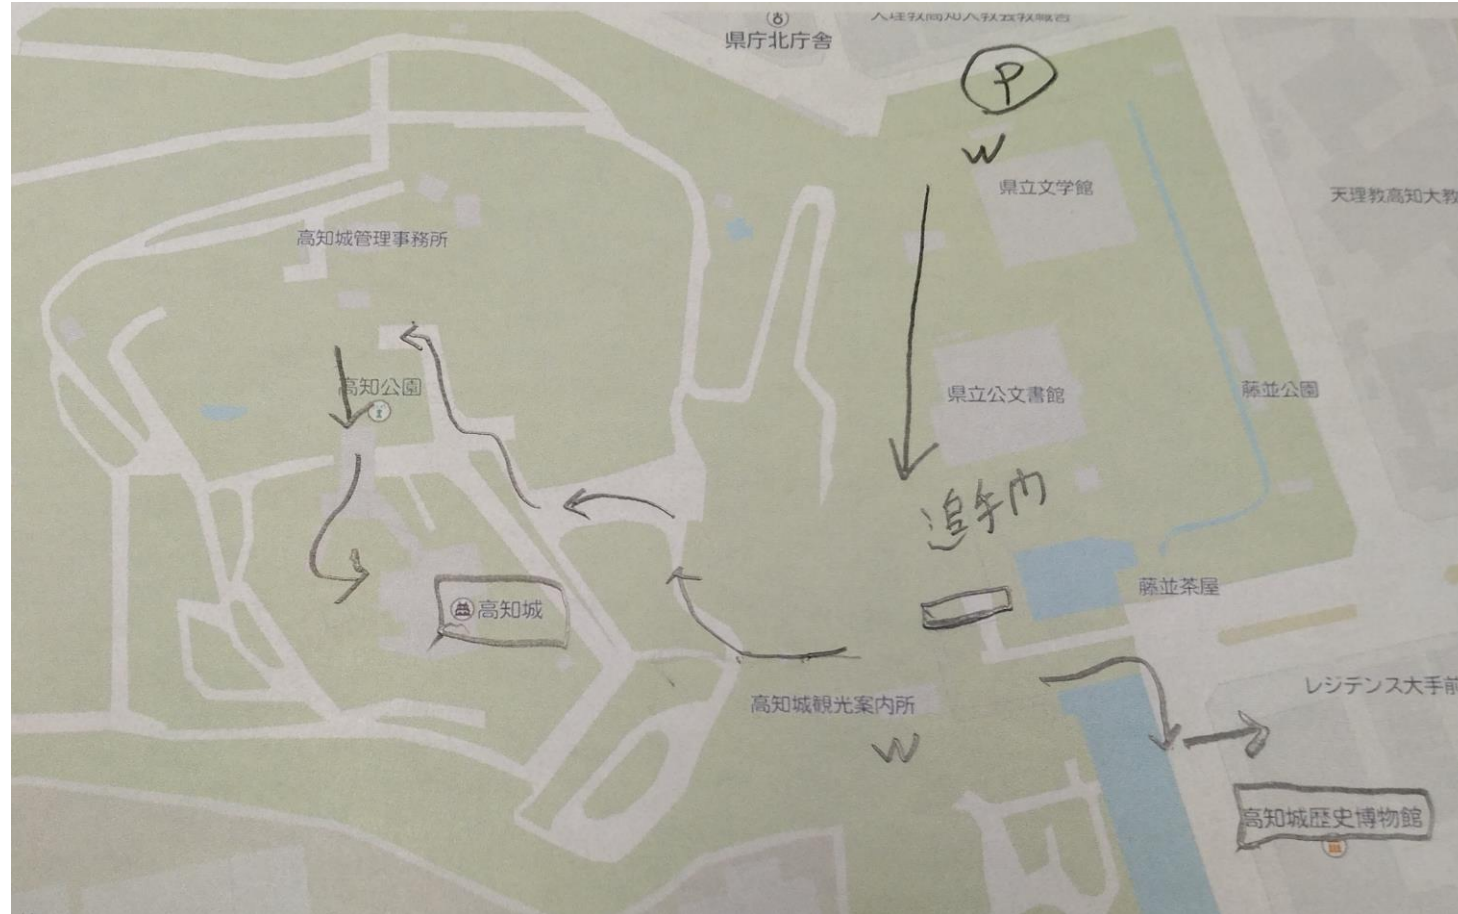 県庁北庁舎
P
W
県立文学館
天理教高知大教
高知城管理事務所
高知公園
県立公文書館
藤並公園
追手門
藤並茶屋
高知城
レジデンス大手前
高知城観光案内所
W
高知城歴史博物館